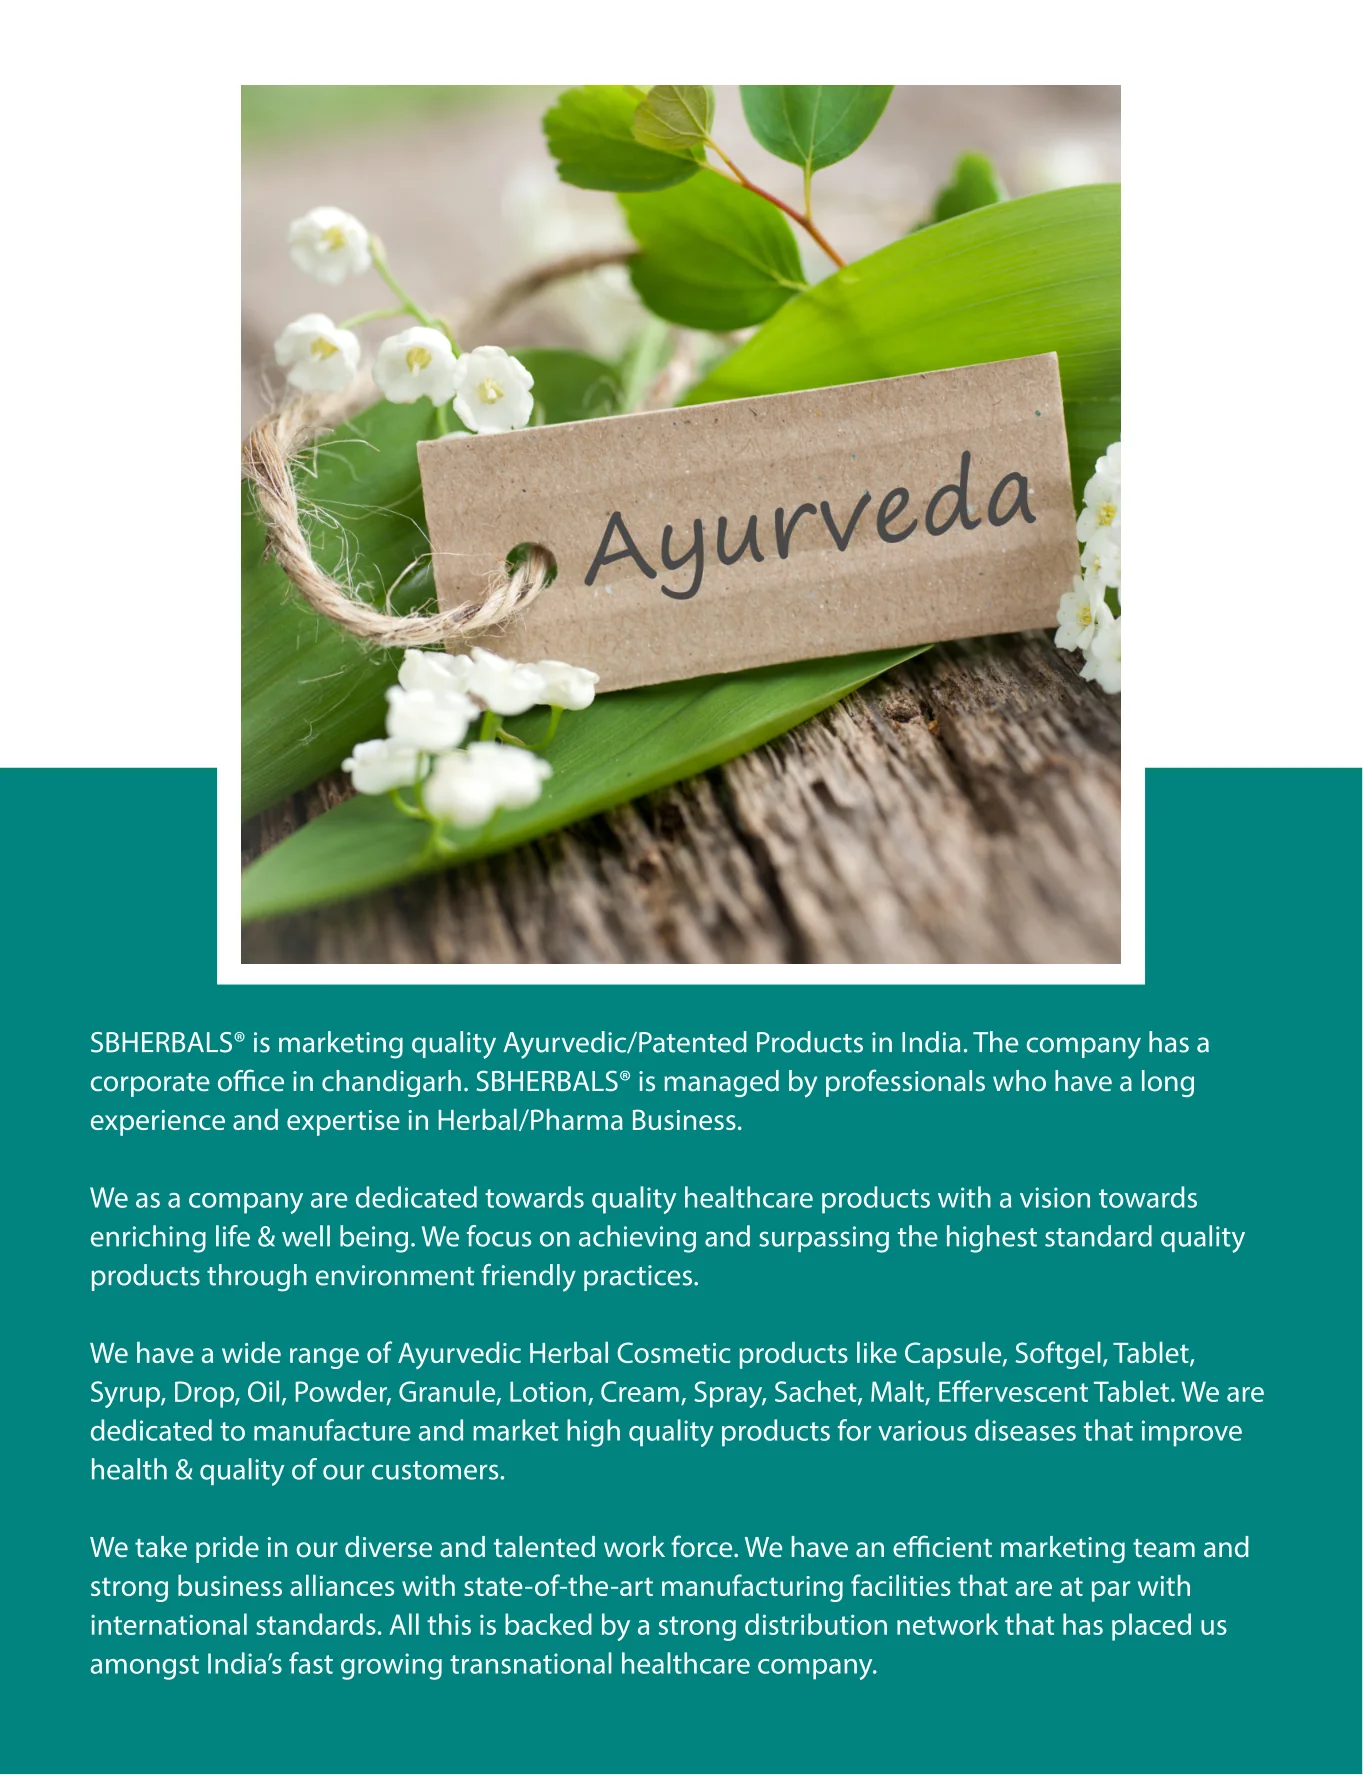 Ayurveda
SBHERBALS® is marketing quality Ayurvedic/Patented Products in India. The company has a
corporate office in chandigarh. SBHERBALS® is managed by professionals who have a long
experience and expertise in Herbal/Pharma Business.
We as a company are dedicated towards quality healthcare products with a vision towards
enriching life & well being. We focus on achieving and surpassing the highest standard quality
products through environment friendly practices.
We have a wide range of Ayurvedic Herbal Cosmetic products like Capsule, Softgel, Tablet,
Syrup, Drop, Oil, Powder, Granule, Lotion, Cream, Spray, Sachet, Malt, Effervescent Tablet. We are
dedicated to manufacture and market high quality products for various diseases that improve
health & quality of our customers.
We take pride in our diverse and talented work force. We have an efficient marketing team and
strong business alliances with state-of-the-art manufacturing facilities that are at par with
international standards. All this is backed by a strong distribution network that has placed us
amongst India’s fast growing transnational healthcare company.